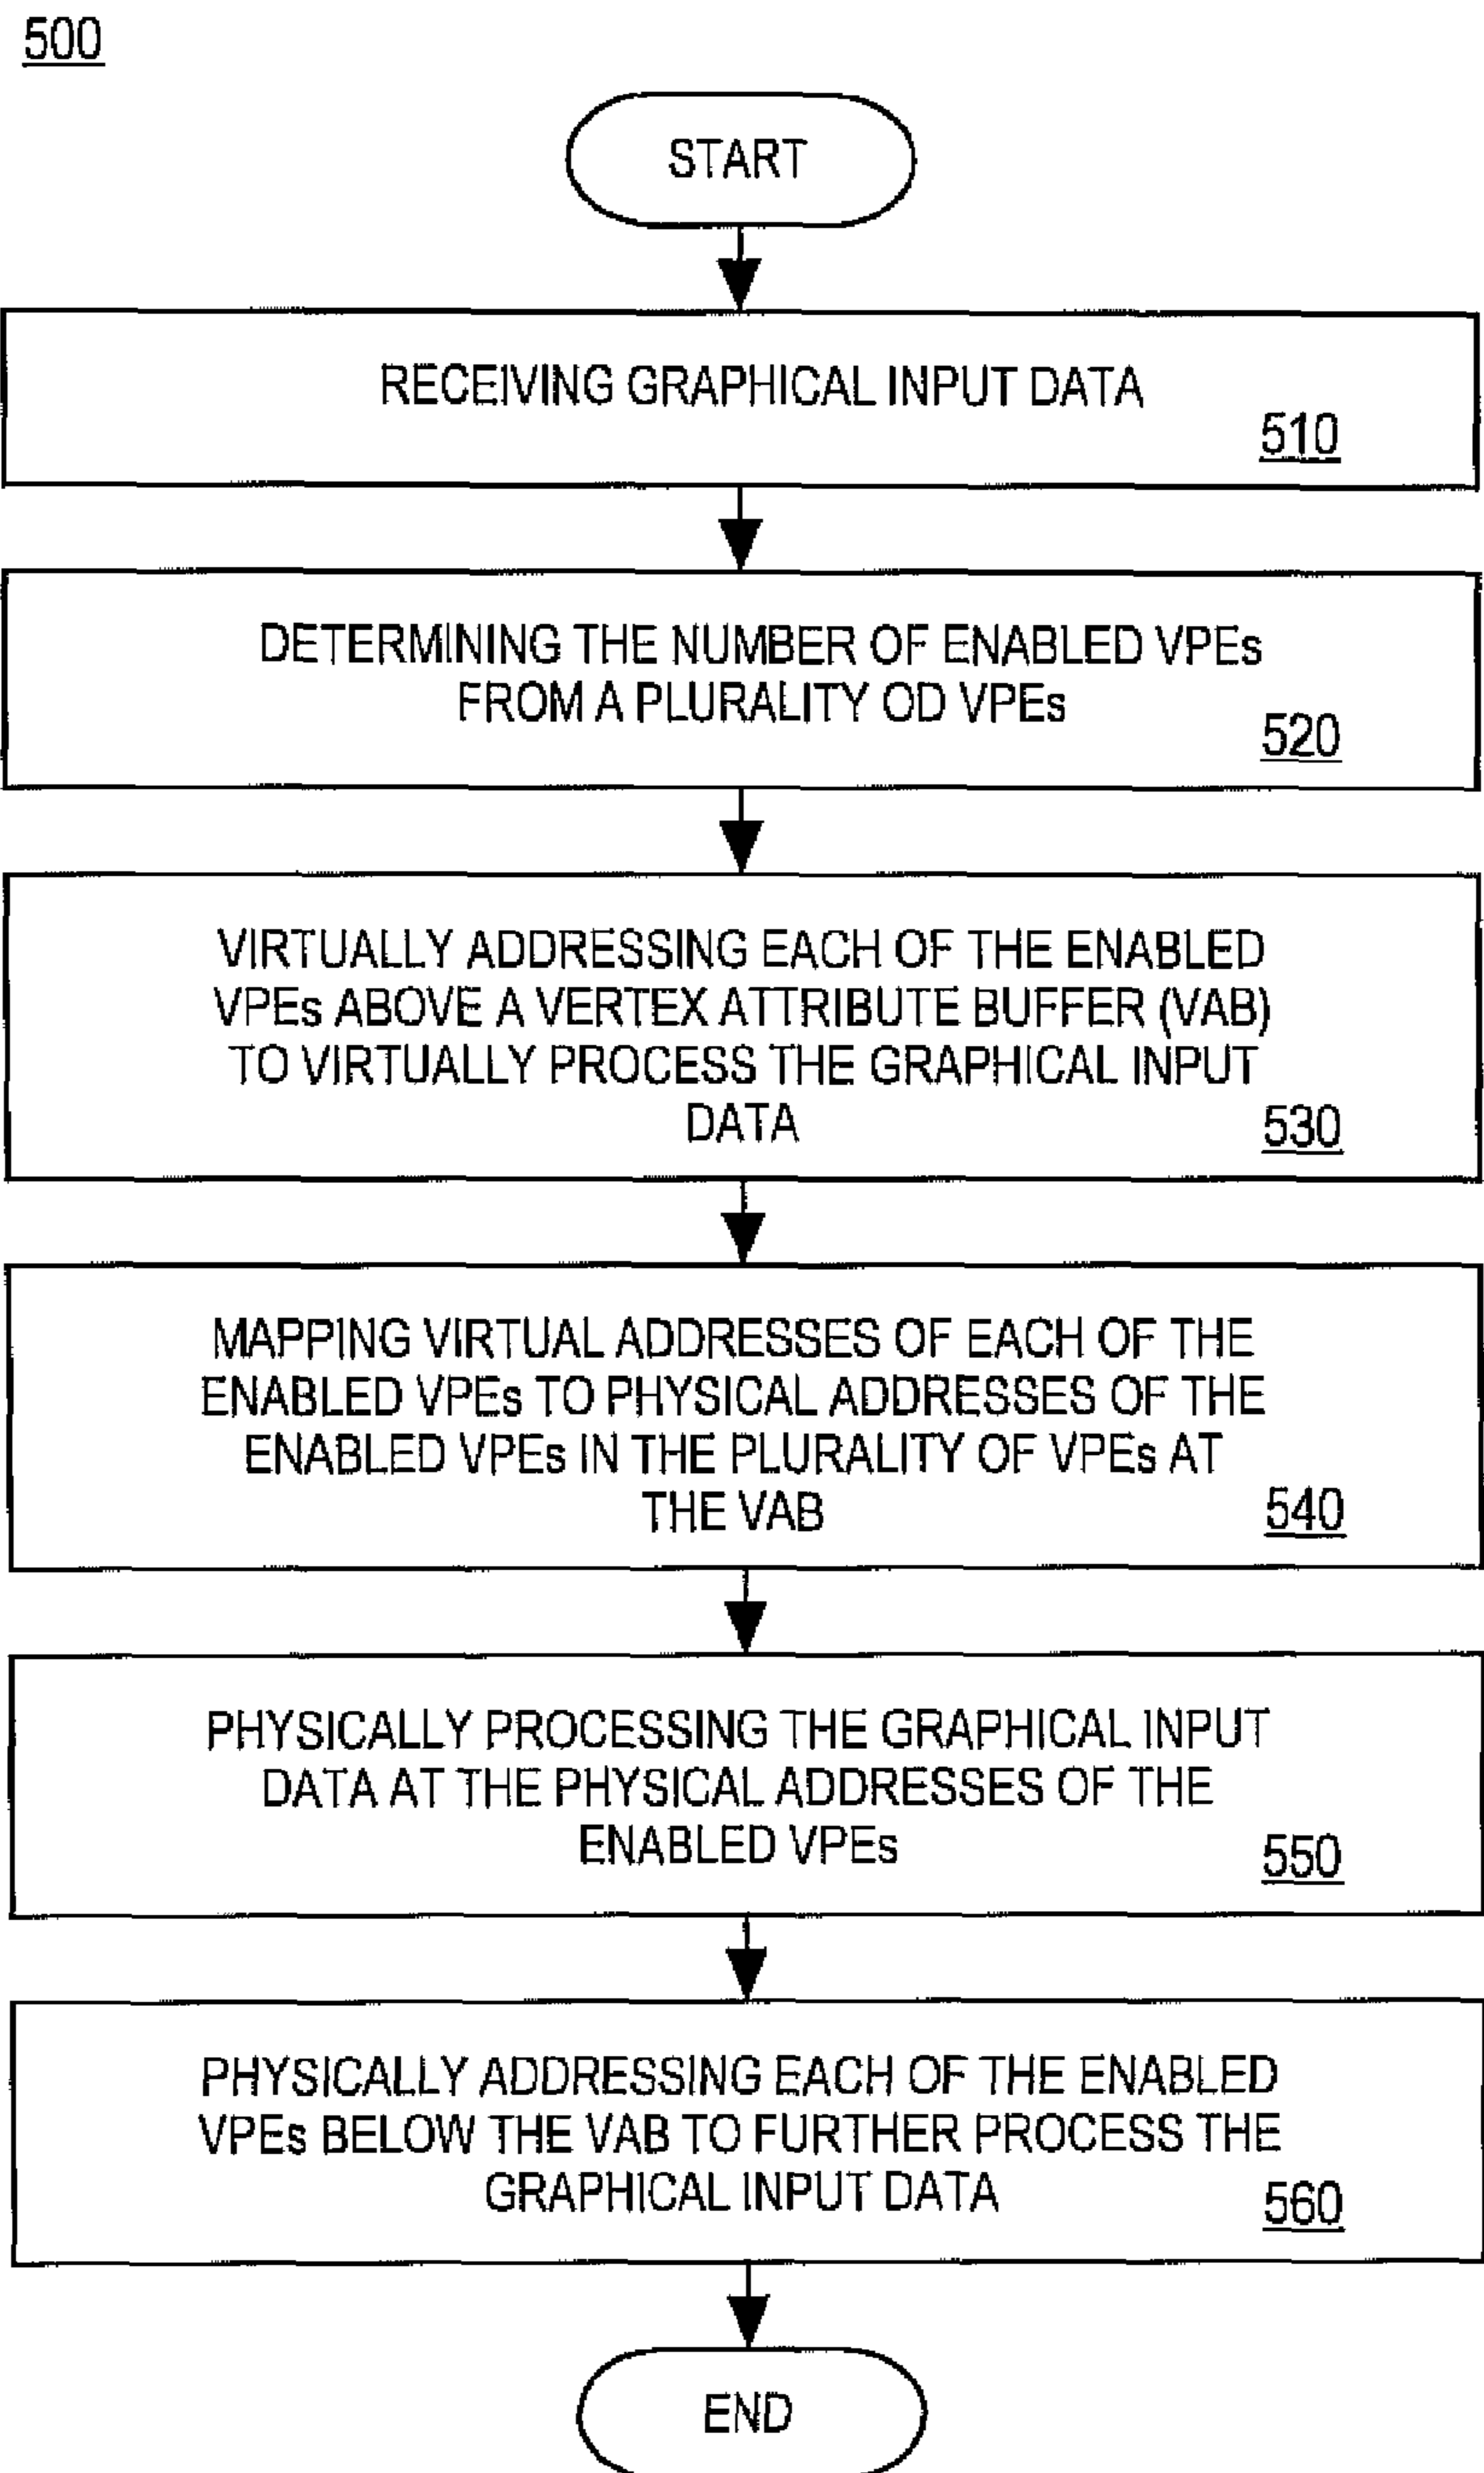 500
START
RECEIVING GRAPHICAL INPUT DATA
510
DETERMINING THE NUMBER OF ENABLED VPEs
FROM A PLURALITY OD VPEs
520
VIRTUALLY ADDRESSING EACH OF THE ENABLED
VPEs ABOVE A VERTEX ATTRIBUTE BUFFER (VAB)
TO VIRTUALLY PROCESS THE GRAPHICAL INPUT
DATA
530
MAPPING VIRTUAL ADDRESSES OF EACH OF THE
ENABLED VPEs TO PHYSICAL ADDRESSES OF THE
ENABLED VPEs IN THE PLURALITY OF VPEs AT
THE VAB
540
PHYSICALLY PROCESSING THE GRAPHICAL INPUT
DATA AT THE PHYSICAL ADDRESSES OF THE
ENABLED VPEs
550
PHYSICALLY ADDRESSING EACH OF THE ENABLED
VPEs BELOW THE VAB TO FURTHER PROCESS THE
GRAPHICAL INPUT DATA
560
END